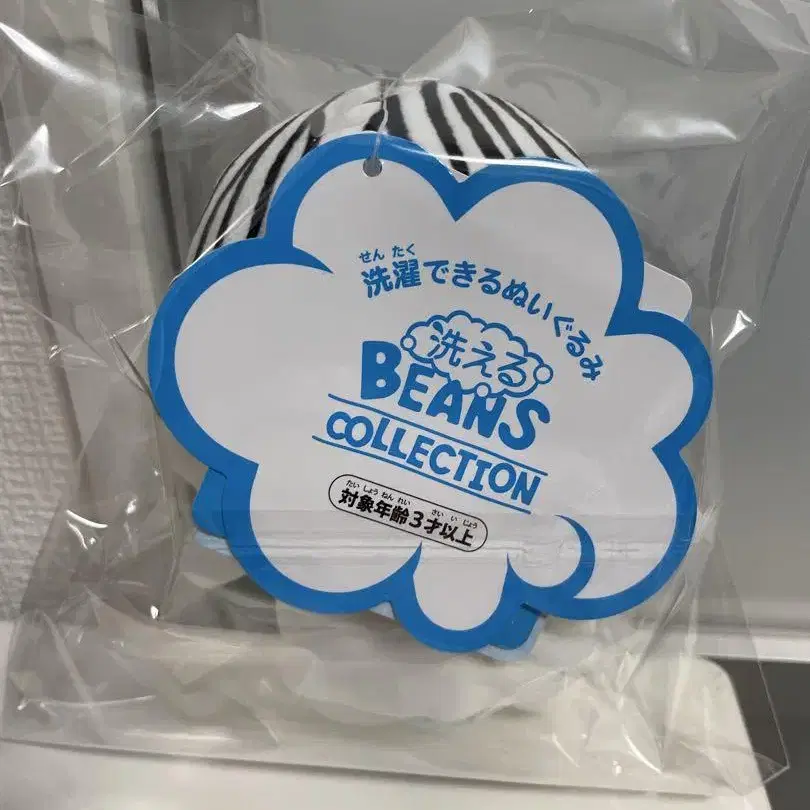 せんたく
洗濯できるぬいぐるみ
洗える
BEANS
COLLECTION
たいしょうねんれい さいいじょう
対象年齢3才以上